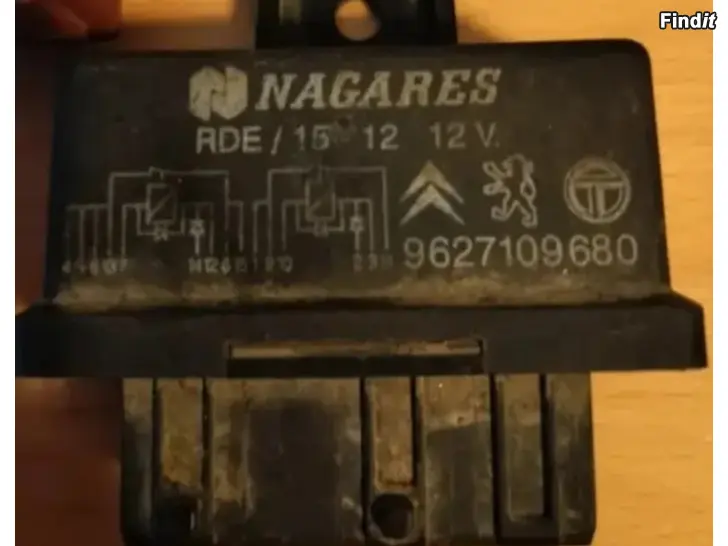 Findit
NAGARES
RDE / 15 12 12 V.
9627109680